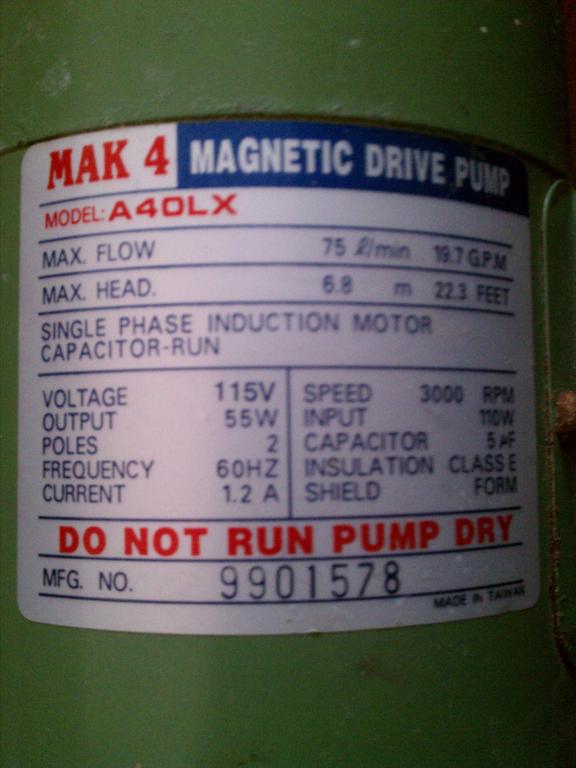 MAK 4 MAGNETIC DRIVE PUMP
MODEL: A40LX
MAX. FLOW 75 ℓ/min 19.7 G.P.M
MAX. HEAD. 6.8 m 22.3 FEET
SINGLE PHASE INDUCTION MOTOR
CAPACITOR-RUN
VOLTAGE 115V
OUTPUT 55W
POLES 2
FREQUENCY 60HZ
CURRENT 1.2 A
SPEED 3000 RPM
INPUT 110W
CAPACITOR 5 µF
INSULATION CLASS E
SHIELD FORM
DO NOT RUN PUMP DRY
MFG. NO. 9901578
MADE IN TAIWAN